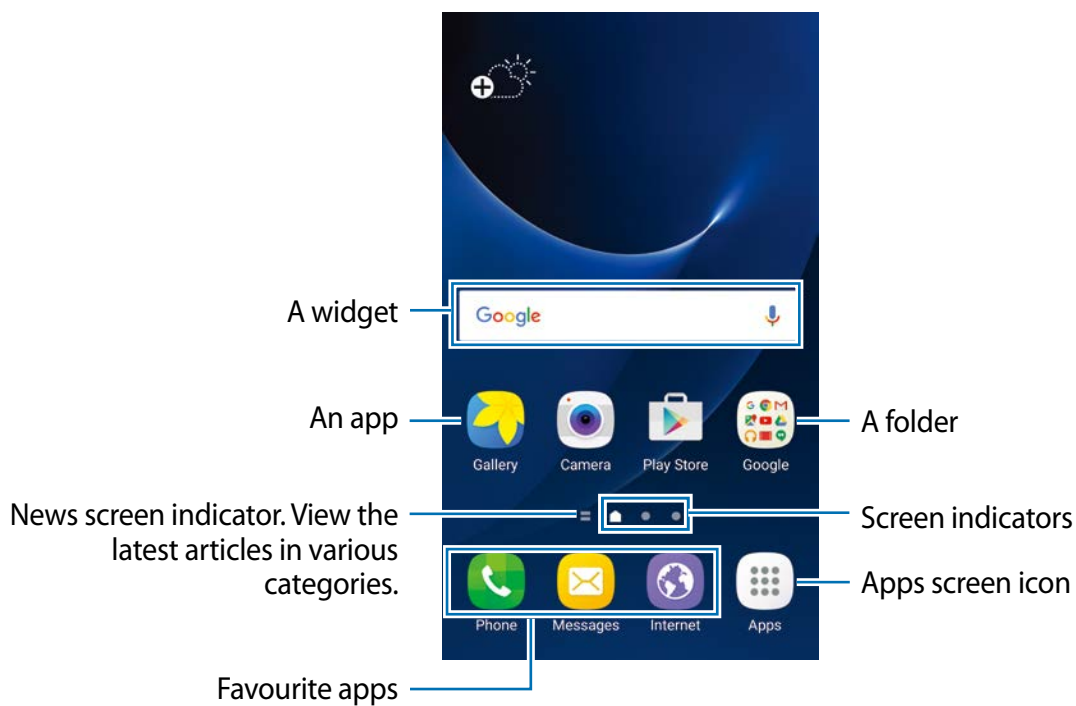 A widget
Google
An app
A folder
Gallery
Camera
Play Store
Google
News screen indicator. View the
latest articles in various
categories.
Screen indicators
Apps screen icon
Phone
Messages
Internet
Apps
Favourite apps